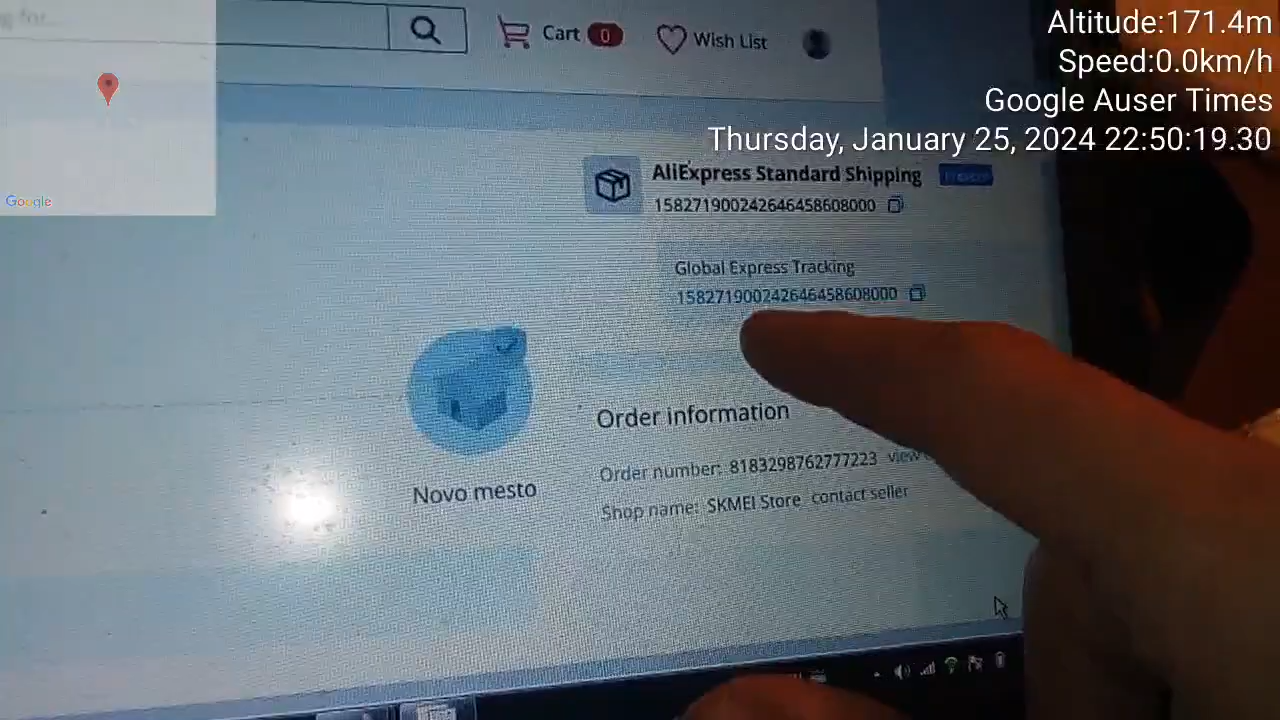 Cart 0
Wish List
Google
Altitude:171.4m
Speed:0.0km/h
Google Auser Times
Thursday, January 25, 2024 22:50:19.30
AliExpress Standard Shipping
158271900242646458608000
Global Express Tracking
158271900242646458608000
Novo mesto
Order information
Order number: 8183298762777223 view
Shop name: SKMEI Store contact seller